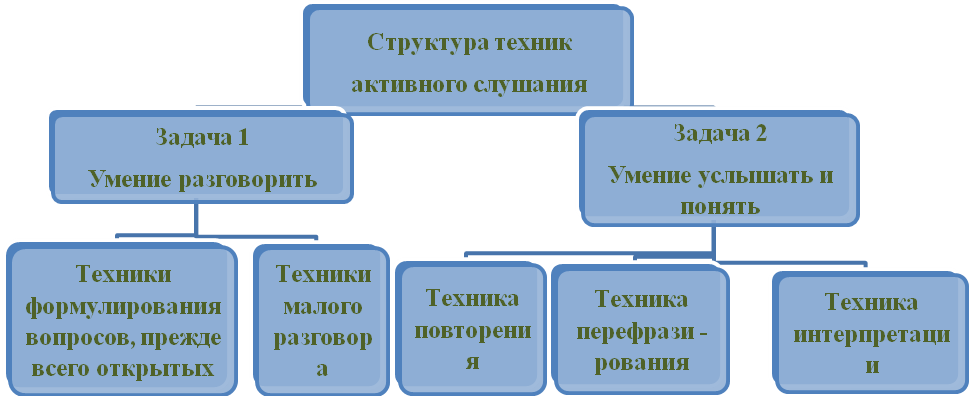 Структура техник
активного слушания
Задача 1
Умение разговорить
Задача 2
Умение услышать и
понять
Техники
формулирования
вопросов, прежде
всего открытых
Техники
малого
разговор
а
Техника
повторени
я
Техника
перефрази -
рования
Техника
интерпретаци
и